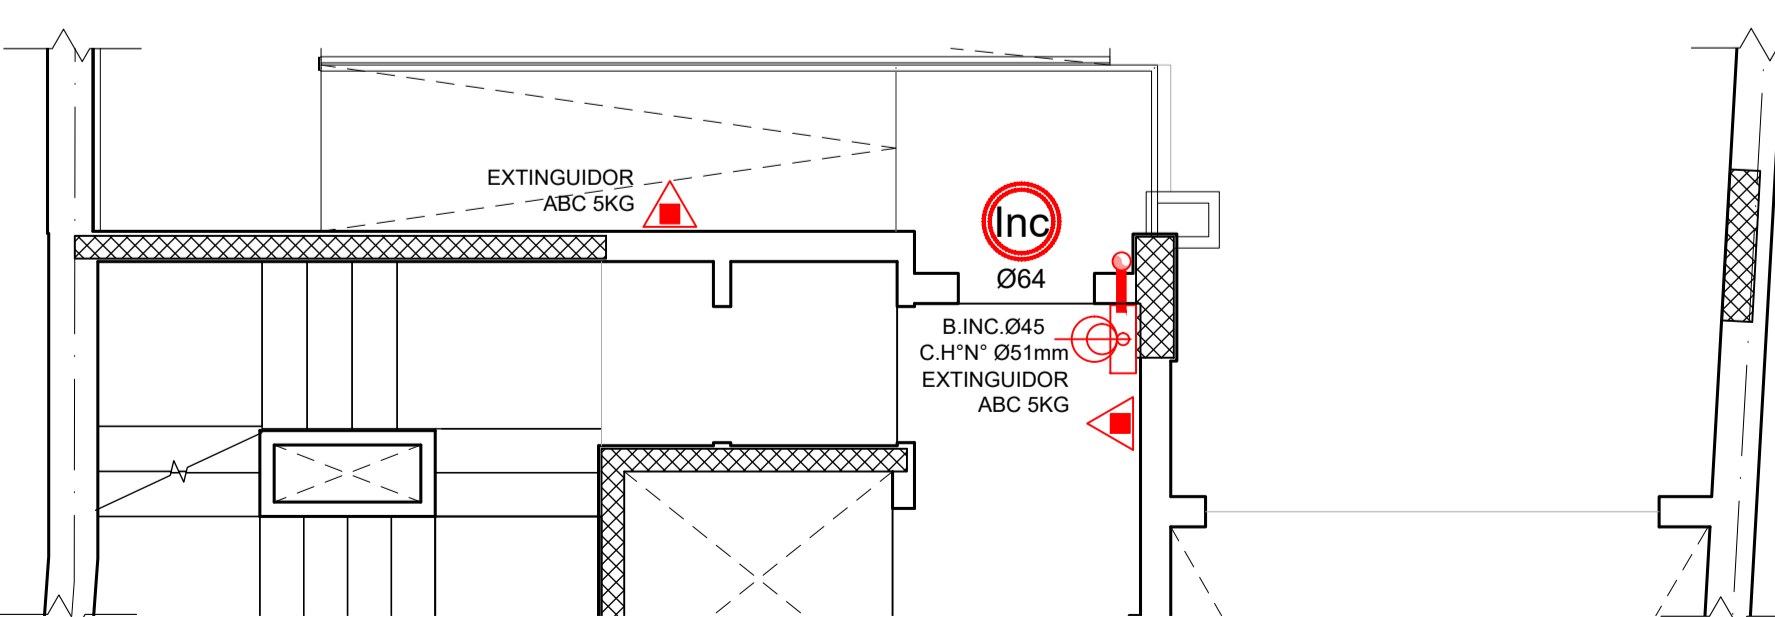 EXTINGUIDOR
ABC 5KG
Inc
Ø64
B.INC.Ø45
C.H°N° Ø51mm
EXTINGUIDOR
ABC 5KG